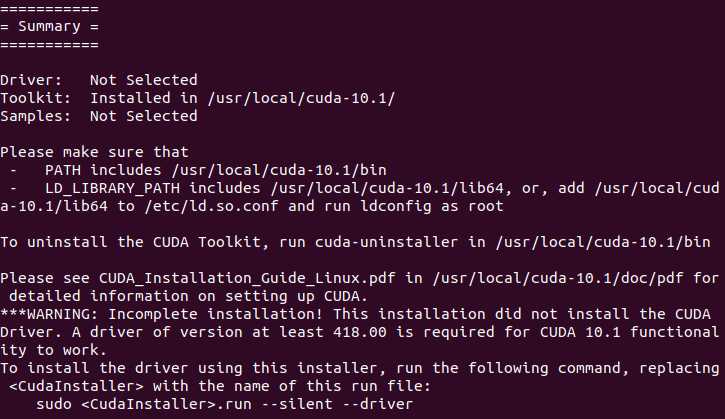 ===========
= Summary =
===========
Driver:   Not Selected
Toolkit:  Installed in /usr/local/cuda-10.1/
Samples:  Not Selected
Please make sure that
 -   PATH includes /usr/local/cuda-10.1/bin
 -   LD_LIBRARY_PATH includes /usr/local/cuda-10.1/lib64, or, add /usr/local/cud
a-10.1/lib64 to /etc/ld.so.conf and run ldconfig as root
To uninstall the CUDA Toolkit, run cuda-uninstaller in /usr/local/cuda-10.1/bin
Please see CUDA_Installation_Guide_Linux.pdf in /usr/local/cuda-10.1/doc/pdf for
 detailed information on setting up CUDA.
***WARNING: Incomplete installation! This installation did not install the CUDA
Driver. A driver of version at least 418.00 is required for CUDA 10.1 functional
ity to work.
To install the driver using this installer, run the following command, replacing
 <CudaInstaller> with the name of this run file:
    sudo <CudaInstaller>.run --silent --driver